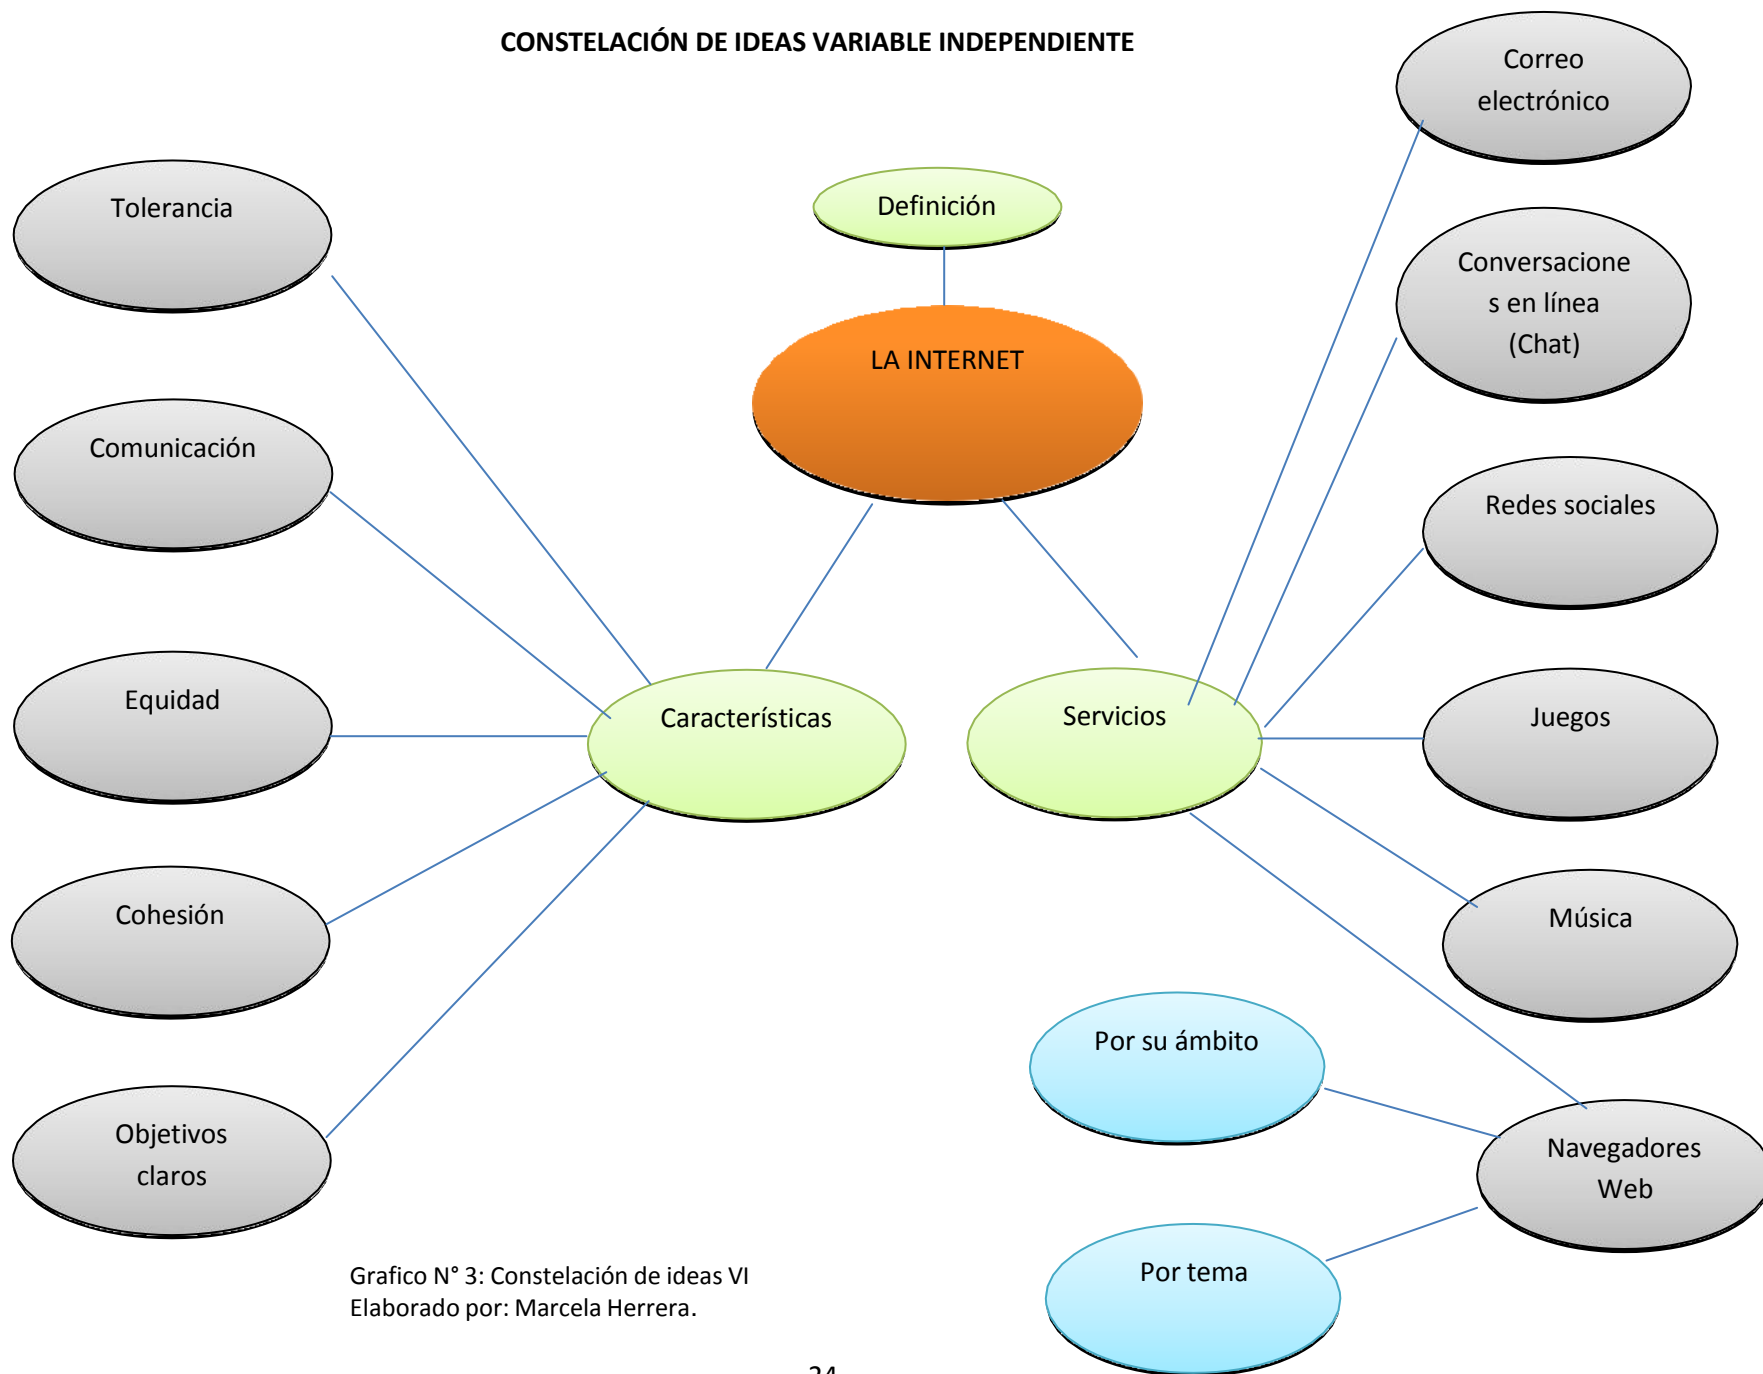 CONSTELACIÓN DE IDEAS VARIABLE INDEPENDIENTE
Correo
electrónico
Tolerancia
Definición
Conversacione
s en línea
(Chat)
LA INTERNET
Comunicación
Redes sociales
Equidad
Características
Servicios
Juegos
Cohesión
Música
Por su ámbito
Objetivos
claros
Navegadores
Web
Por tema
Grafico N° 3: Constelación de ideas VI
Elaborado por: Marcela Herrera.